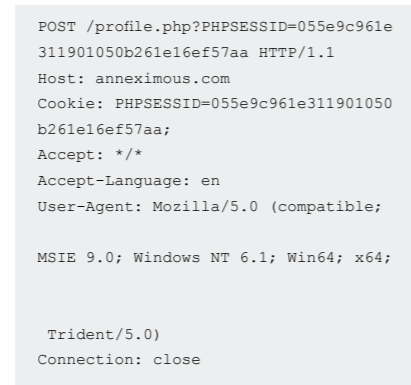 POST /profile.php?PHPSESSID=055e9c961e
311901050b261e16ef57aa HTTP/1.1
Host: anneximous.com
Cookie: PHPSESSID=055e9c961e311901050
b261e16ef57aa;
Accept: */*
Accept-Language: en
User-Agent: Mozilla/5.0 (compatible;
MSIE 9.0; Windows NT 6.1; Win64; x64;
Trident/5.0)
Connection: close